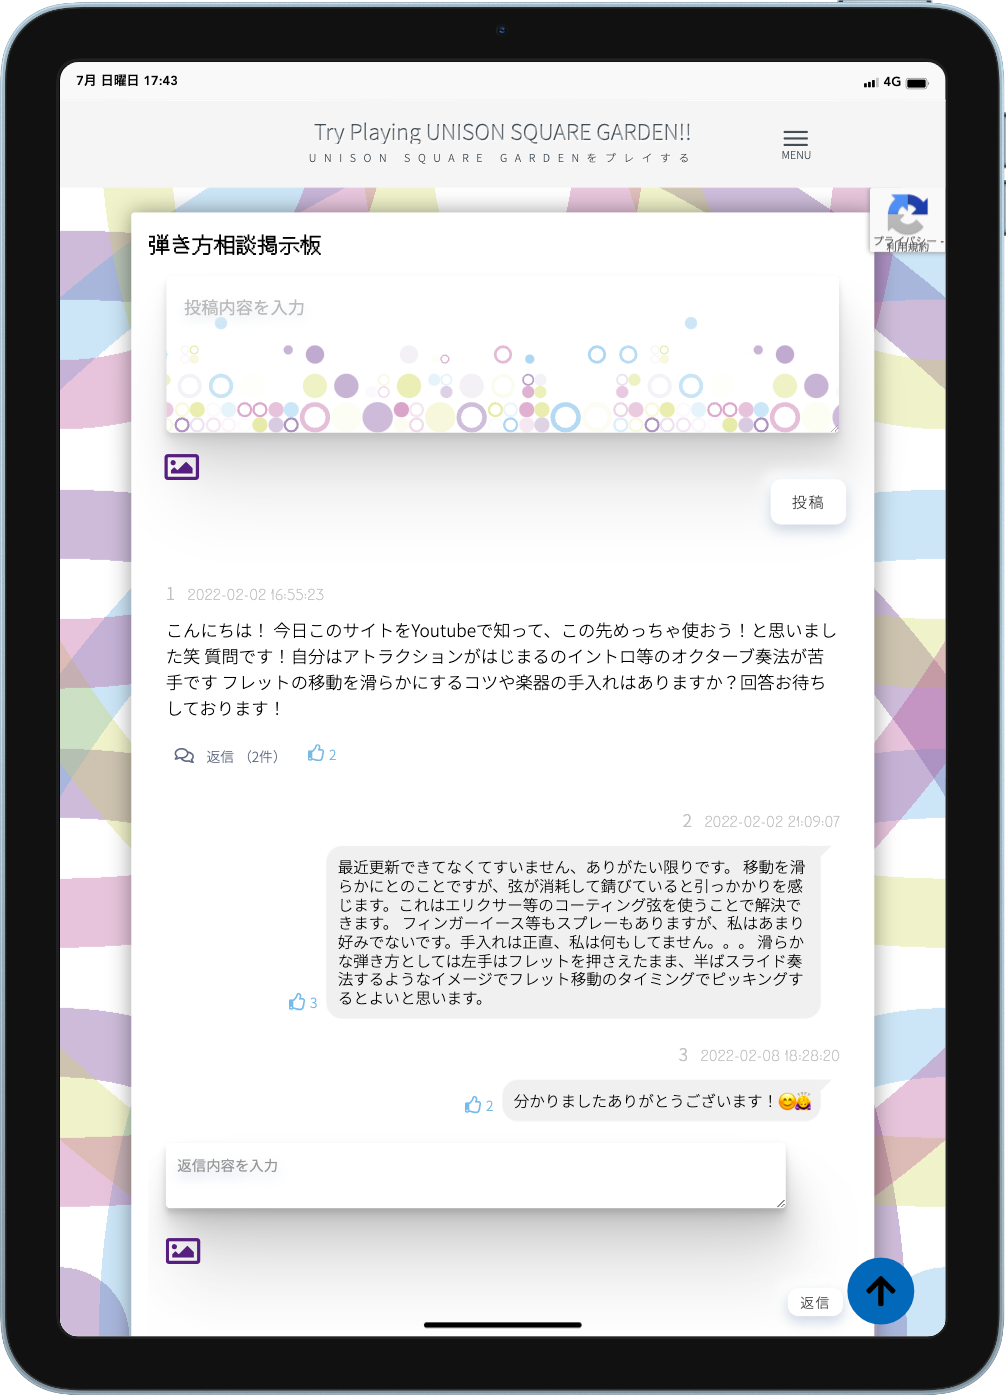 7月 日曜日 17:43
4G
Try Playing UNISON SQUARE GARDEN!!
UNISON SQUARE GARDENをプレイする
MENU
プライバシー -
利用規約
弾き方相談掲示板
投稿内容を入力
投稿
1 2022-02-02 16:55:23
こんにちは！ 今日このサイトをYoutubeで知って、この先めっちゃ使おう！と思いまし
た笑 質問です！自分はアトラクションがはじまるのイントロ等のオクターブ奏法が苦
手です フレットの移動を滑らかにするコツや楽器の手入れはありますか？回答お待ち
しております！
返信 （2件） 2
2 2022-02-02 21:09:07
最近更新できてなくてすいません、ありがたい限りです。 移動を滑
らかにとのことですが、弦が消耗して錆びていると引っかかりを感
じます。これはエリクサー等のコーティング弦を使うことで解決で
きます。 フィンガーイース等もスプレーもありますが、私はあまり
好みでないです。手入れは正直、私は何もしてません。。。 滑らか
な弾き方としては左手はフレットを押さえたまま、半ばスライド奏
法するようなイメージでフレット移動のタイミングでピッキングす
るとよいと思います。
3
3 2022-02-08 18:28:20
2 分かりましたありがとうございます！😊🙇
返信内容を入力
返信